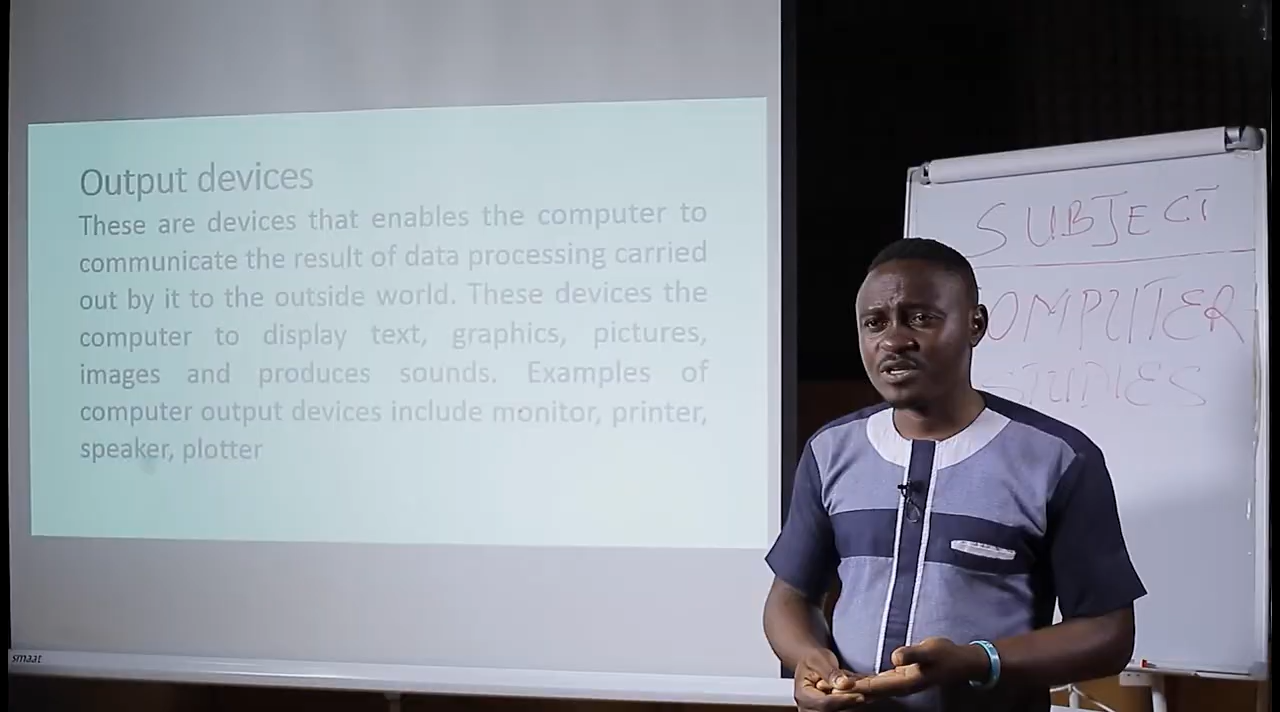 Output devices
These are devices that enables the computer to
communicate the result of data processing carried
out by it to the outside world. These devices the
computer to display text, graphics, pictures,
images and produces sounds. Examples of
computer output devices include monitor, printer,
speaker, plotter
smaat
SUBJECT
COMPUTER
STUDIES